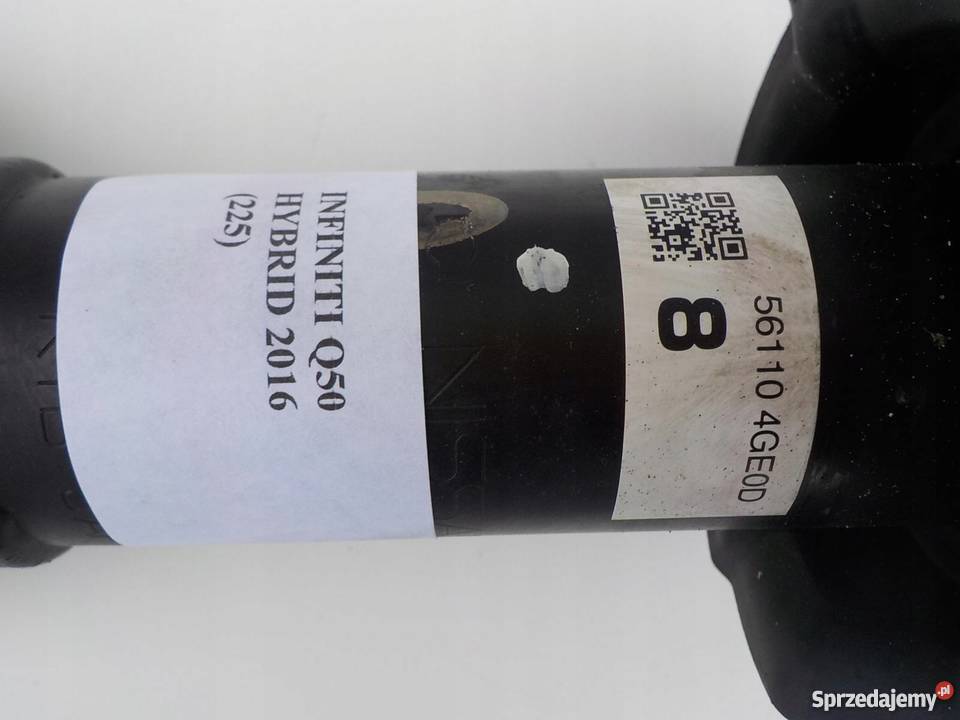 INFINITI Q50
HYBRID 2016
(225)
56110 4GE0D
8
Sprzedajemy.pl